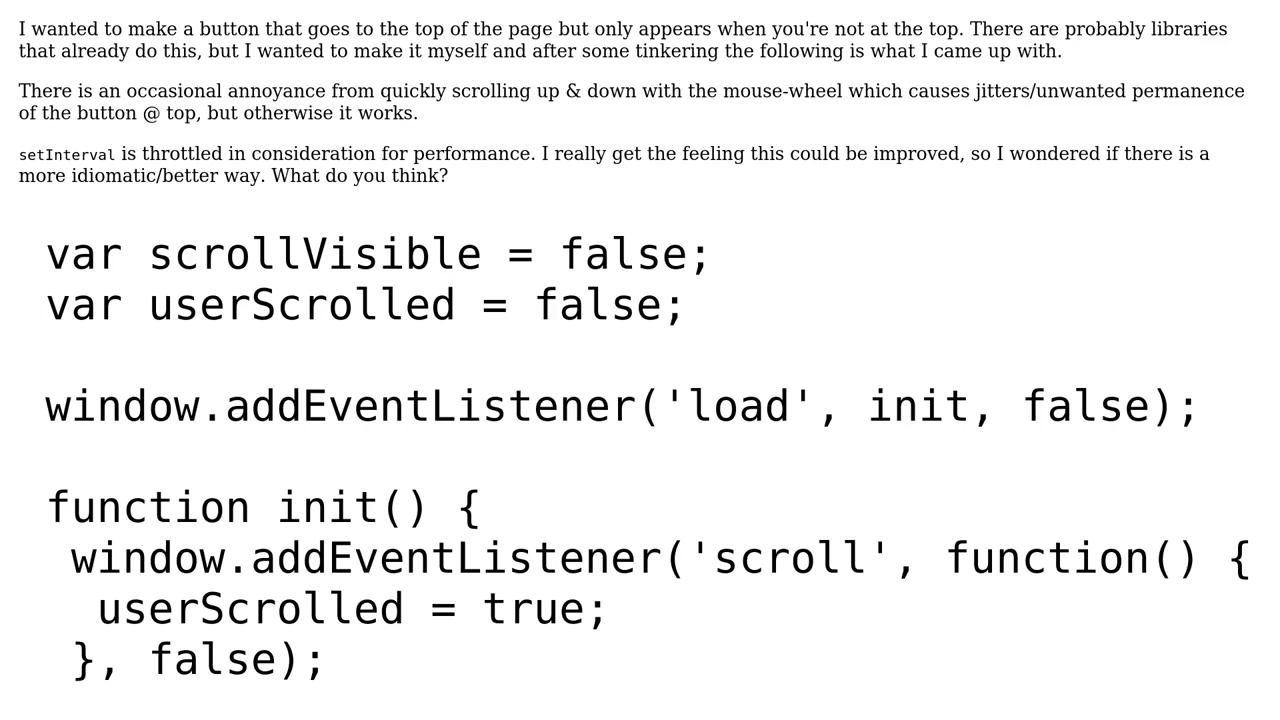 I wanted to make a button that goes to the top of the page but only appears when you're not at the top. There are probably libraries
that already do this, but I wanted to make it myself and after some tinkering the following is what I came up with.
There is an occasional annoyance from quickly scrolling up & down with the mouse-wheel which causes jitters/unwanted permanence
of the button @ top, but otherwise it works.
setInterval is throttled in consideration for performance. I really get the feeling this could be improved, so I wondered if there is a
more idiomatic/better way. What do you think?
var scrollVisible = false;
var userScrolled = false;
window.addEventListener('load', init, false);
function init() {
 window.addEventListener('scroll', function() {
  userScrolled = true;
 }, false);